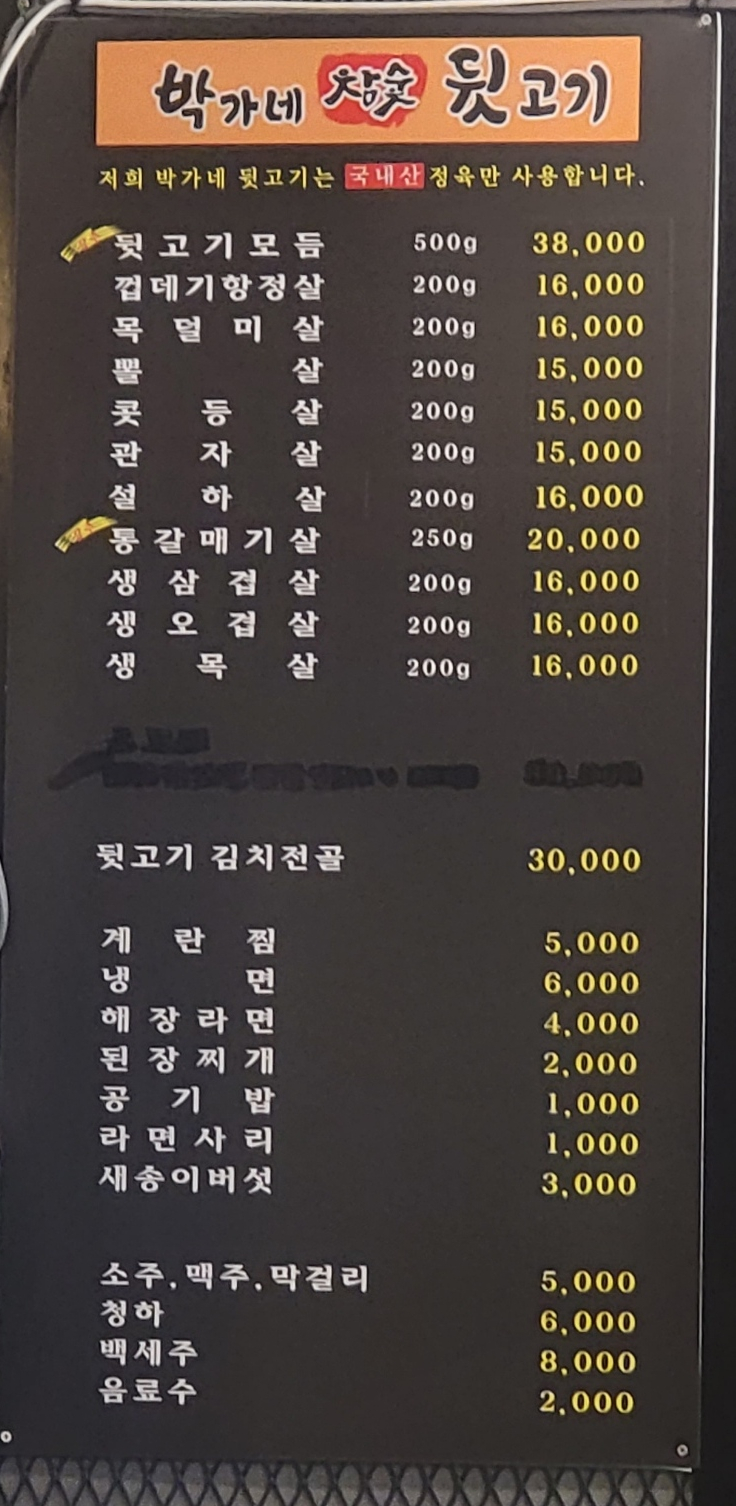 박가네 참숯 뒷고기
저희 박가네 뒷고기는 국내산 정육만 사용합니다.
뒷고기모듬 500g 38,000
껍데기항정살 200g 16,000
목덜미살 200g 16,000
뽈살 200g 15,000
콧등살 200g 15,000
관자살 200g 15,000
설하살 200g 16,000
통갈매기살 250g 20,000
생삼겹살 200g 16,000
생오겹살 200g 16,000
생목살 200g 16,000
뒷고기 김치전골 30,000
계란찜 5,000
냉면 6,000
해장라면 4,000
된장찌개 2,000
공기밥 1,000
라면사리 1,000
새송이버섯 3,000
소주,맥주,막걸리 5,000
청하 6,000
백세주 8,000
음료수 2,000